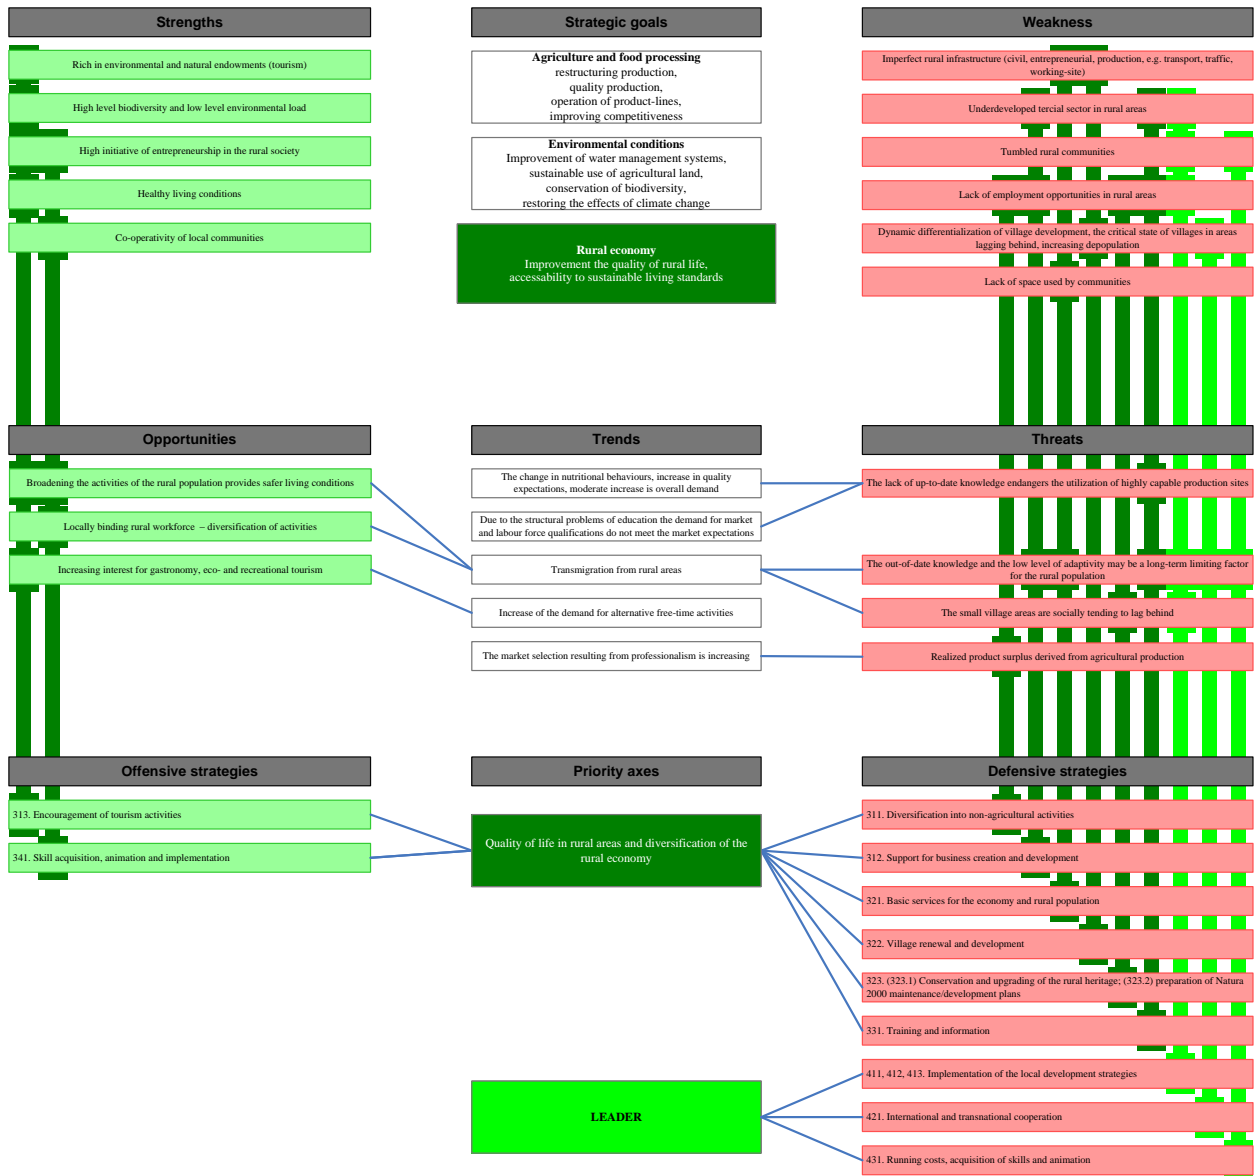 Strengths
Rich in environmental and natural endowments (tourism)
High level biodiversity and low level environmental load
High initiative of entrepreneurship in the rural society
Healthy living conditions
Co-operativity of local communities
Strategic goals
Agriculture and food processing
restructuring production,
quality production,
operation of product-lines,
improving competitiveness
Environmental conditions
Improvement of water management systems,
sustainable use of agricultural land,
conservation of biodiversity,
restoring the effects of climate change
Rural economy
Improvement the quality of rural life,
accessability to sustainable living standards
Weakness
Imperfect rural infrastructure (civil, entrepreneurial, production, e.g. transport, traffic,
working-site)
Underdeveloped tercial sector in rural areas
Tumbled rural communities
Lack of employment opportunities in rural areas
Dynamic differentialization of village development, the critical state of villages in areas
lagging behind, increasing depopulation
Lack of space used by communities
Opportunities
Broadening the activities of the rural population provides safer living conditions
Locally binding rural workforce – diversification of activities
Increasing interest for gastronomy, eco- and recreational tourism
Trends
The change in nutritional behaviours, increase in quality
expectations, moderate increase is overall demand
Due to the structural problems of education the demand for market
and labour force qualifications do not meet the market expectations
Transmigration from rural areas
Increase of the demand for alternative free-time activities
The market selection resulting from professionalism is increasing
Threats
The lack of up-to-date knowledge endangers the utilization of highly capable production sites
The out-of-date knowledge and the low level of adaptivity may be a long-term limiting factor
for the rural population
The small village areas are socially tending to lag behind
Realized product surplus derived from agricultural production
Offensive strategies
313. Encouragement of tourism activities
341. Skill acquisition, animation and implementation
Priority axes
Quality of life in rural areas and diversification of the
rural economy
LEADER
Defensive strategies
311. Diversification into non-agricultural activities
312. Support for business creation and development
321. Basic services for the economy and rural population
322. Village renewal and development
323. (323.1) Conservation and upgrading of the rural heritage; (323.2) preparation of Natura
2000 maintenance/development plans
331. Training and information
411, 412, 413. Implementation of the local development strategies
421. International and transnational cooperation
431. Running costs, acquisition of skills and animation